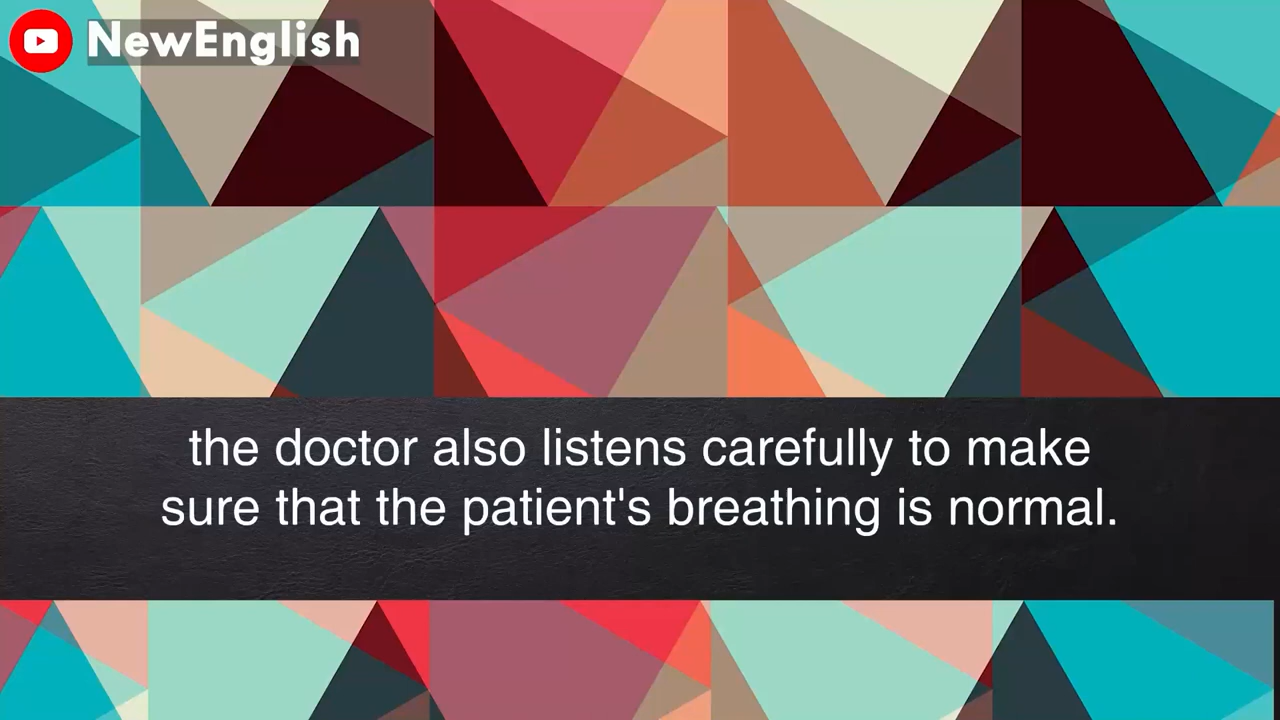 NewEnglish
the doctor also listens carefully to make
sure that the patient's breathing is normal.